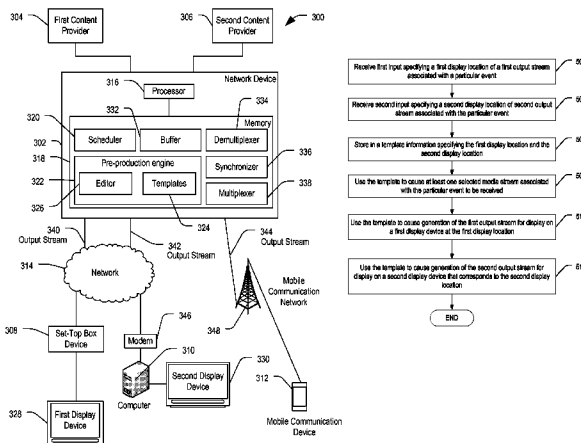 304
First Content
Provider
306
Second Content
Provider
300
Network Device
316
Processor
Memory
332
334
320
Scheduler
Buffer
Demultiplexer
302
336
318
Pre-production engine
Synchronizer
322
Editor
Templates
338
326
324
Multiplexer
340
Output Stream
342
Output Stream
344
Output Stream
314
Network
Mobile
Communication
Network
346
348
308
Modem
Set-Top Box
Device
310
330
Second Display
Device
312
328
First Display
Device
Computer
Mobile Communication
Device
Receive first input specifying a first display location of a first output stream
associated with a particular event
Receive second input specifying a second display location of second output
stream associated with the particular event
Store in a template information specifying the first display location and the
second display location
Use the template to cause at least one selected media stream associated
with the particular event to be received
Use the template to cause generation of the first output stream for display on
a first display device at the first display location
Use the template to cause generation of the second output stream for
display on a second display device that corresponds to the second display
location
END